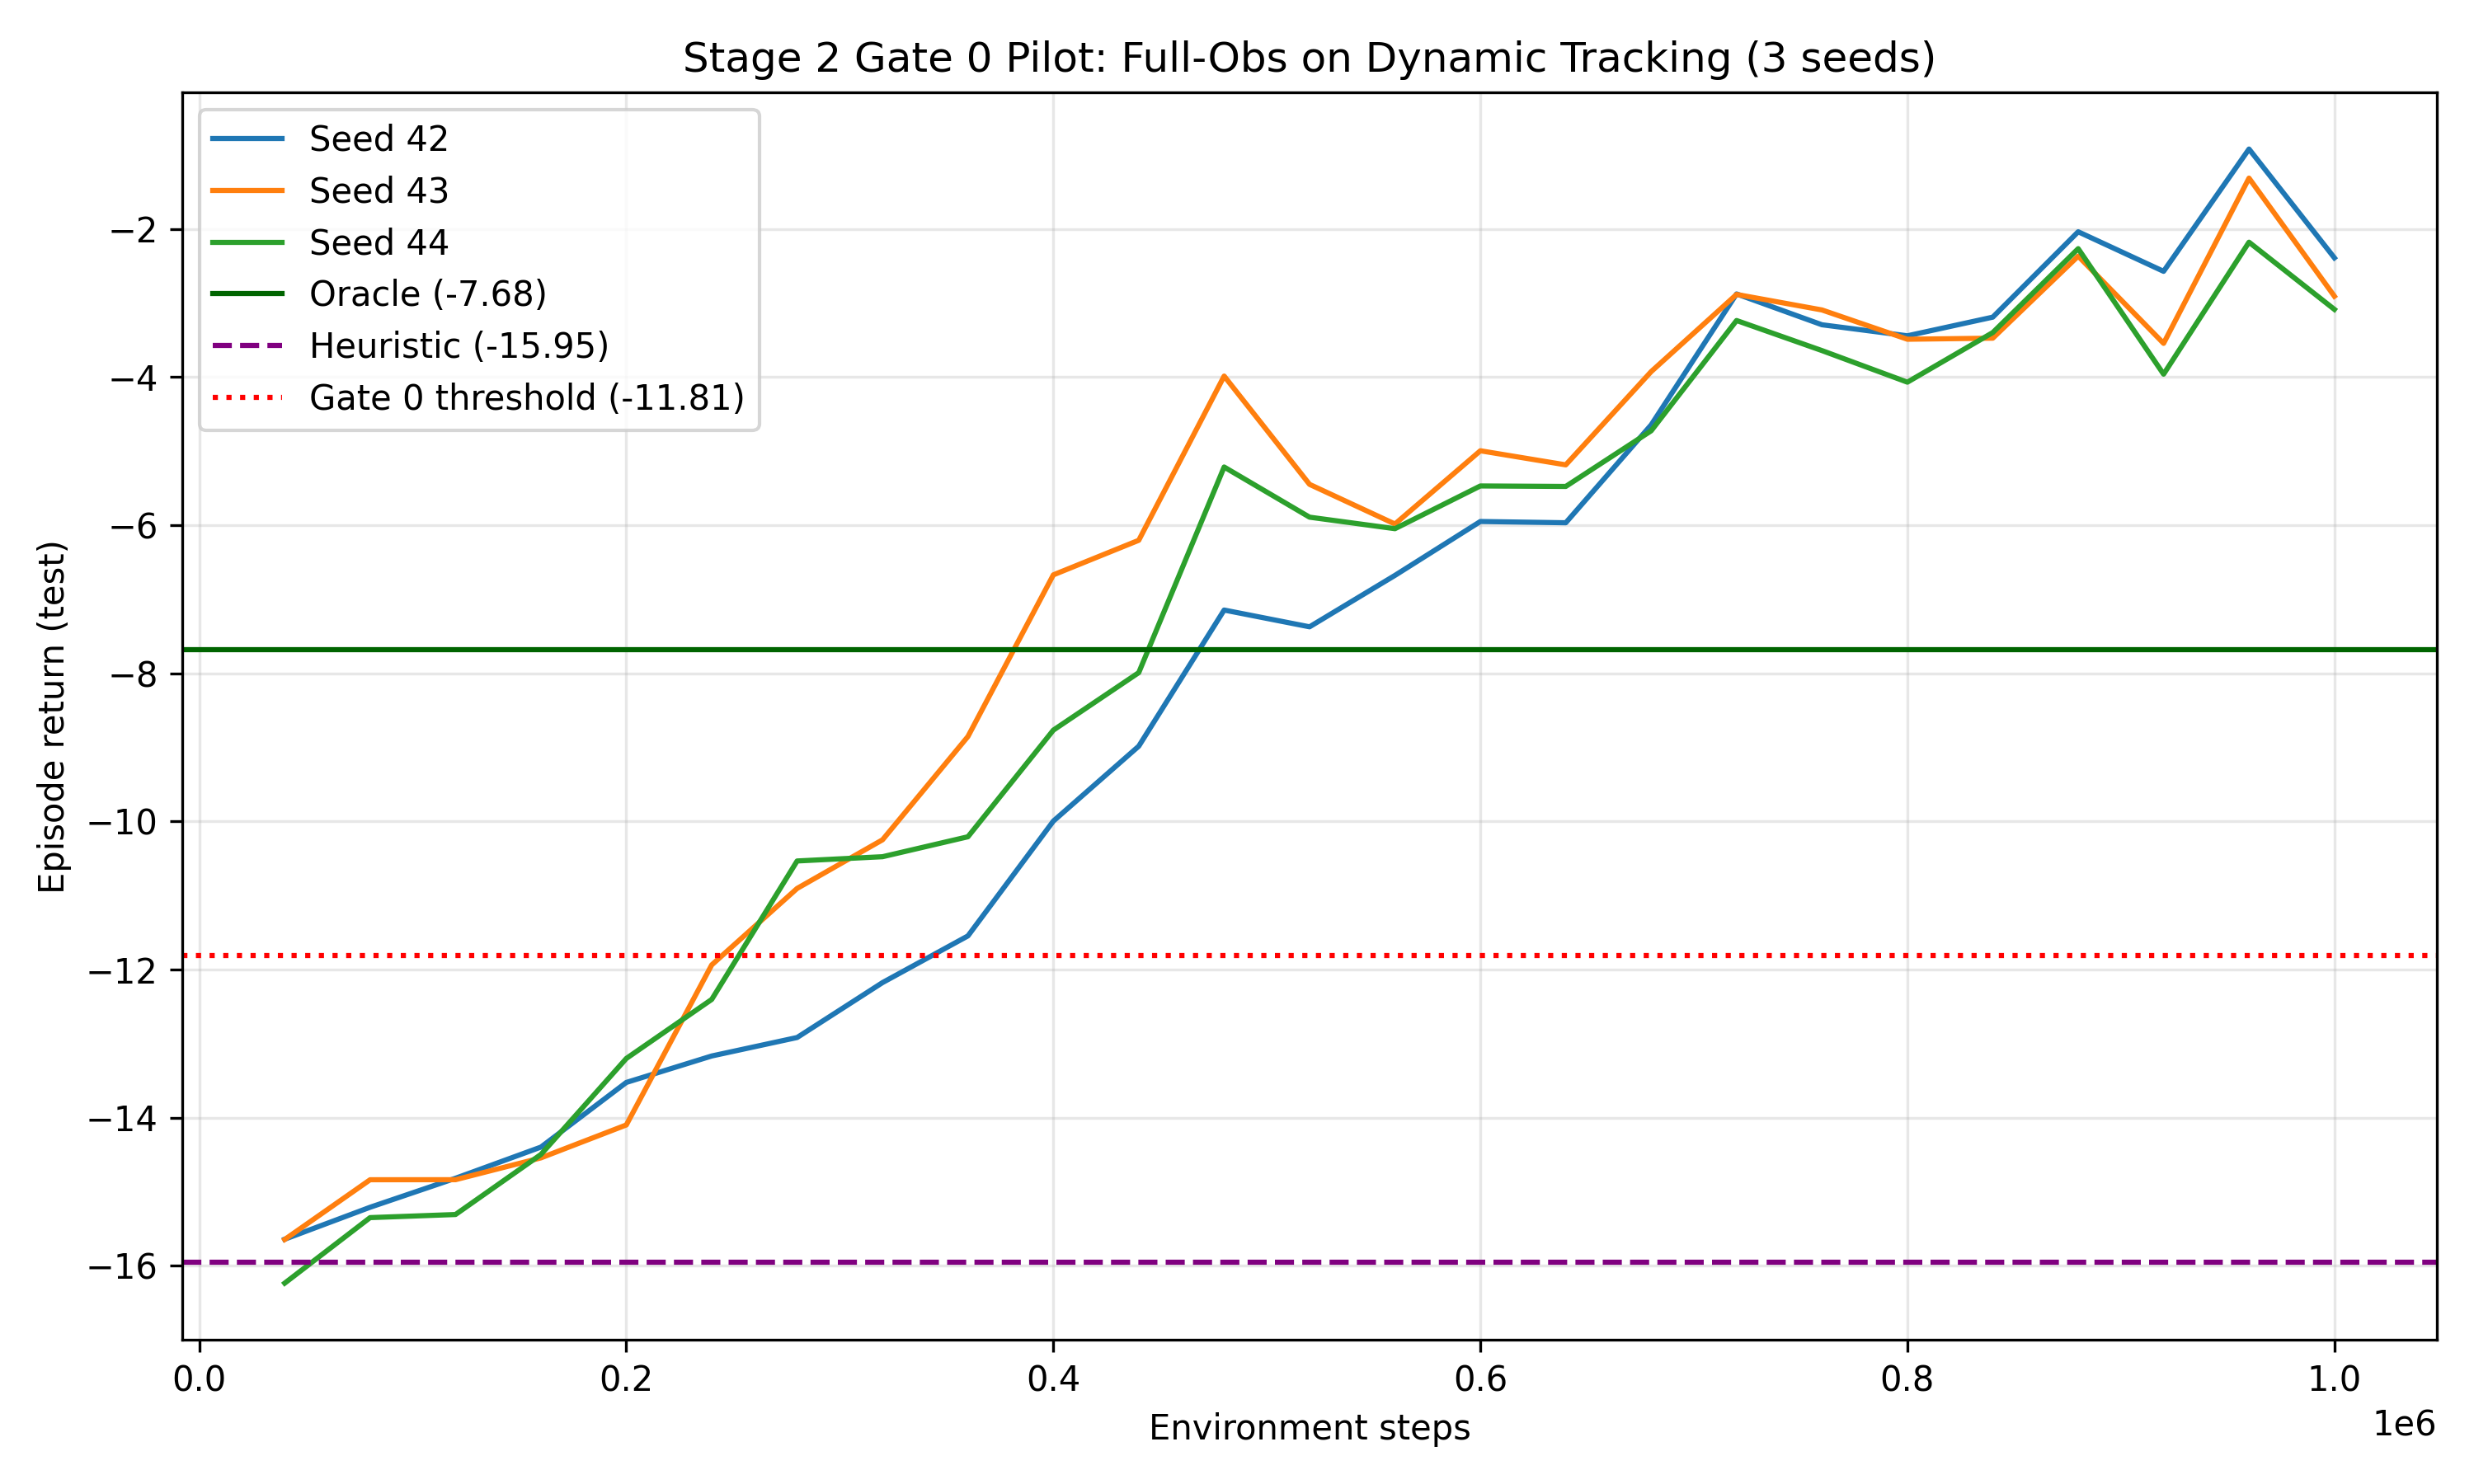 Stage 2 Gate 0 Pilot: Full-Obs on Dynamic Tracking (3 seeds)
Seed 42
Seed 43
Seed 44
Oracle (-7.68)
Heuristic (-15.95)
Gate 0 threshold (-11.81)
Episode return (test)
−2
−4
−6
−8
−10
−12
−14
−16
0.0
0.2
0.4
0.6
0.8
1.0
1e6
Environment steps